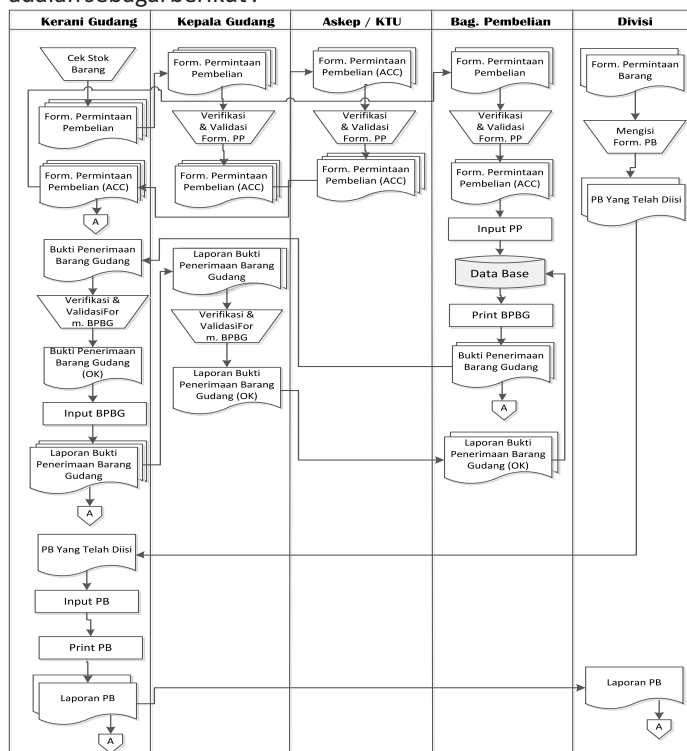 adalah sebagai berikut :
Kerani Gudang
Kepala Gudang
Askep / KTU
Bag. Pembelian
Divisi
Cek Stok
Barang
Form. Permintaan
Pembelian
Form. Permintaan
Pembelian (ACC)
A
Bukti Penerimaan
Barang Gudang
Verifikasi &
ValidasiFor
m. BPBG
Bukti Penerimaan
Barang Gudang
(OK)
Input BPBG
Laporan Bukti
Penerimaan Barang
Gudang
A
PB Yang Telah Diisi
Input PB
Print PB
Laporan PB
A
Form. Permintaan
Pembelian
Verifikasi
& Validasi
Form. PP
Form. Permintaan
Pembelian (ACC)
Laporan Bukti
Penerimaan Barang
Gudang
Verifikasi &
ValidasiFor
m. BPBG
Laporan Bukti
Penerimaan Barang
Gudang (OK)
Form. Permintaan
Pembelian (ACC)
Verifikasi
& Validasi
Form. PP
Form. Permintaan
Pembelian (ACC)
Form. Permintaan
Pembelian
Verifikasi
& Validasi
Form. PP
Form. Permintaan
Pembelian (ACC)
Input PP
Data Base
Print BPBG
Bukti Penerimaan
Barang Gudang
A
Laporan Bukti
Penerimaan Barang
Gudang (OK)
Form. Permintaan
Barang
Mengisi
Form. PB
PB Yang Telah Diisi
Laporan PB
A